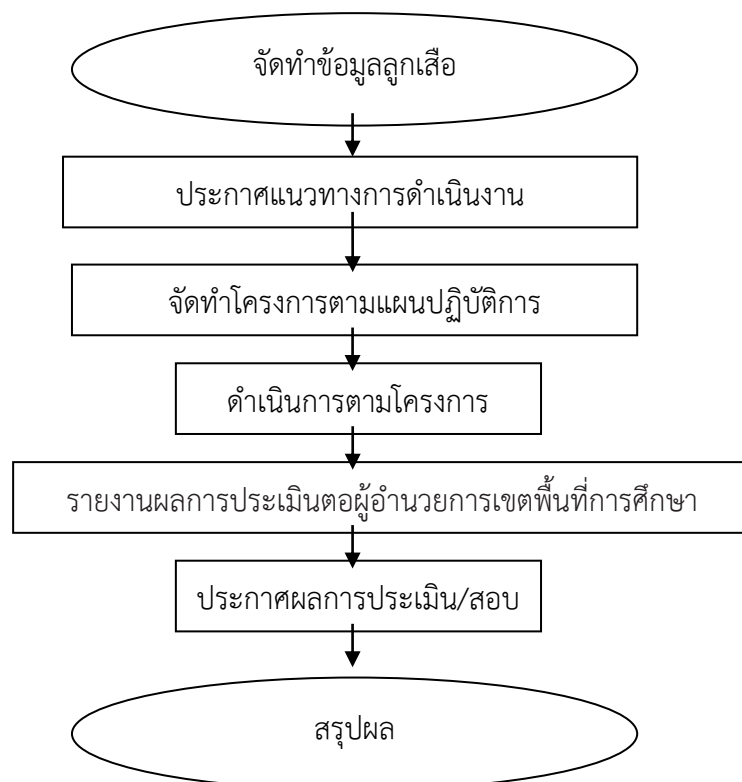 จัดทำข้อมูลลูกเสือ
ประกาศแนวทางการดำเนินงาน
จัดทำโครงการตามแผนปฏิบัติการ
ดำเนินการตามโครงการ
รายงานผลการประเมินตอผู้อำนวยการเขตพื้นที่การศึกษา
ประกาศผลการประเมิน/สอบ
สรุปผล